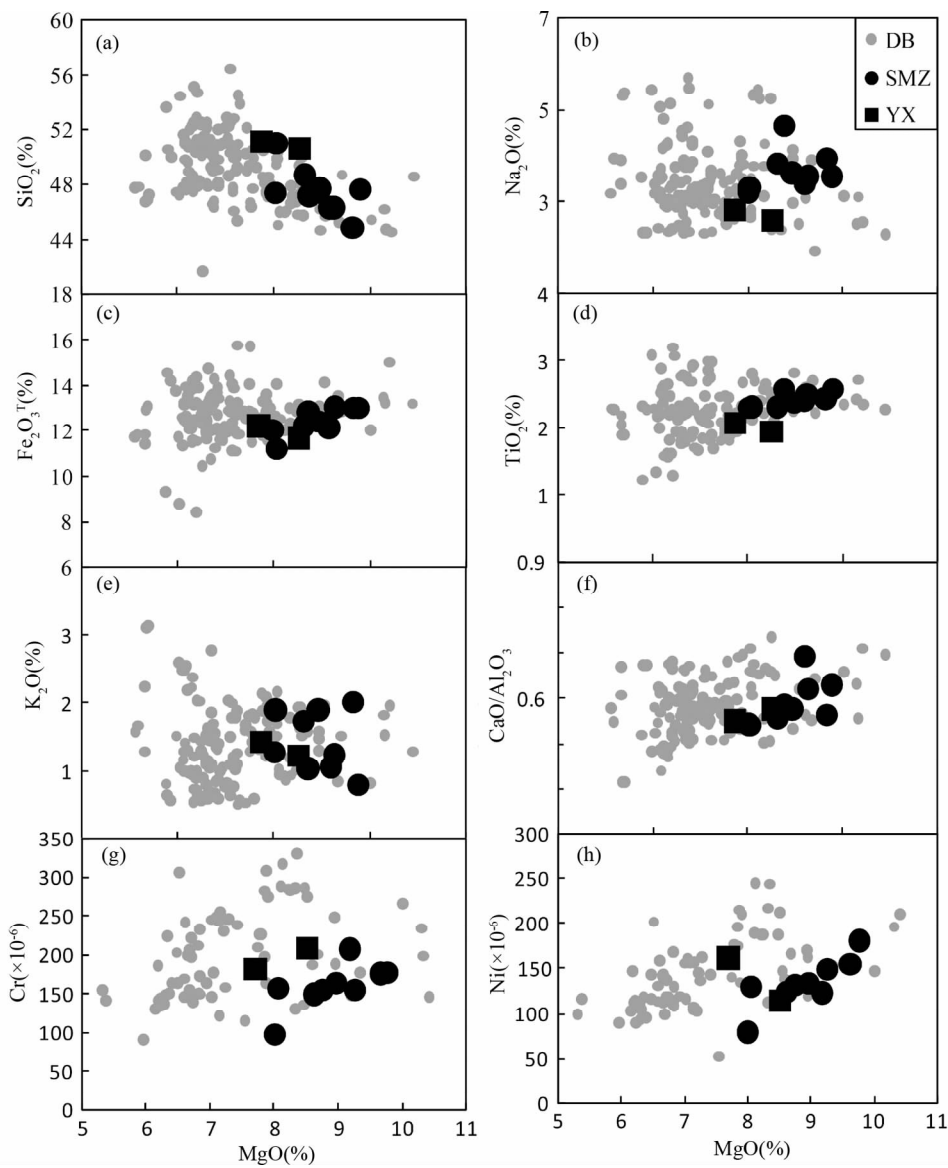 (a)
SiO₂(%)
60
56
52
48
44
18
(b)
Na₂O(%)
7
5
3
4
DB
SMZ
YX
(c)
Fe₂O₃ᵀ(%)
16
14
12
10
8
6
(d)
TiO₂(%)
3
2
1
0.9
(e)
K₂O(%)
3
2
1
350
(f)
CaO/Al₂O₃
0.6
300
(g)
Cr(×10⁻⁶)
300
250
200
150
100
50
0
5 6 7 8 9 10 11
MgO(%)
(h)
Ni(×10⁻⁶)
250
200
150
100
50
0
5 6 7 8 9 10 11
MgO(%)